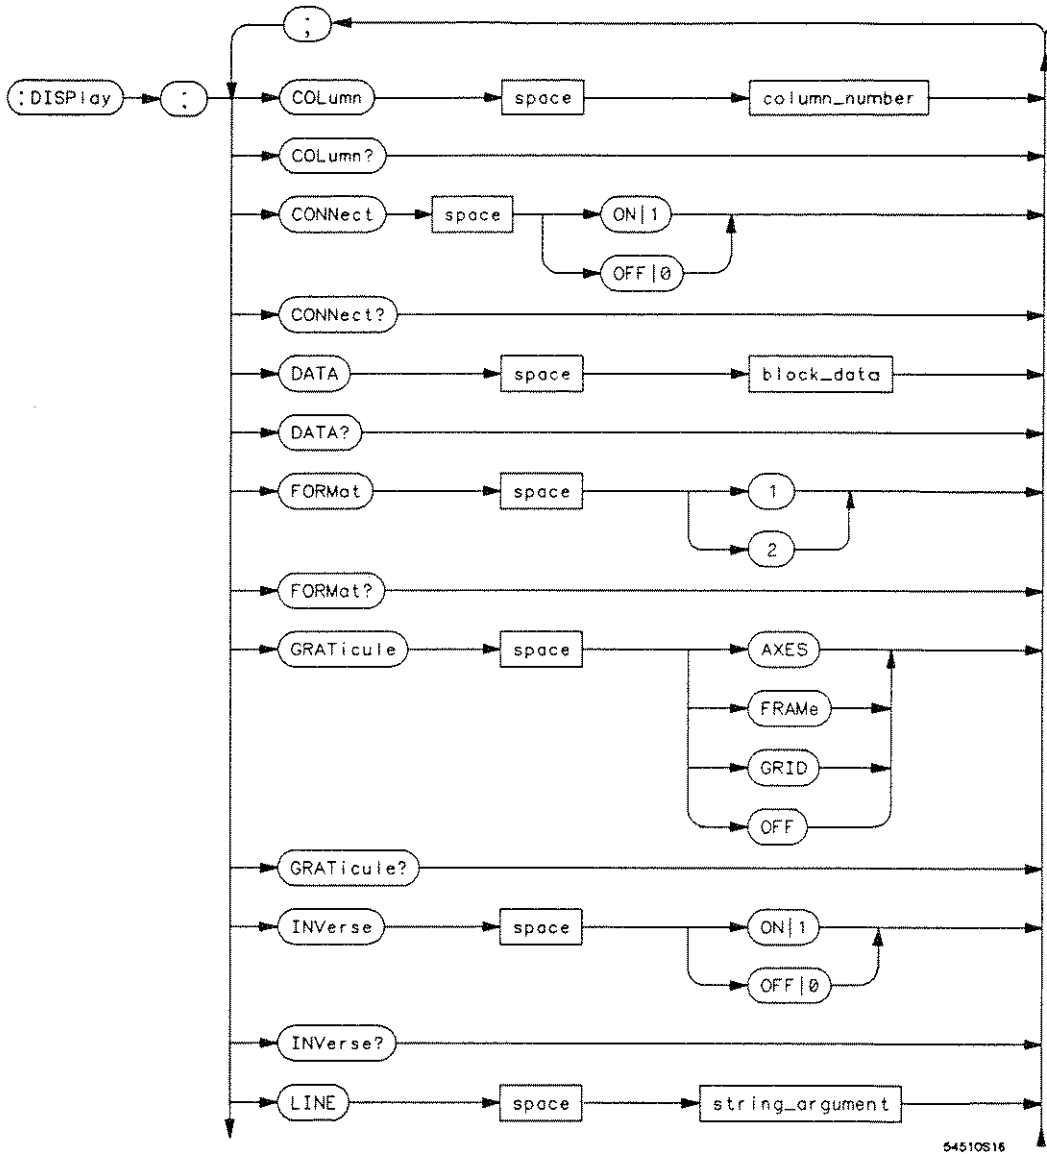 ;
:DISPlay : COLumn space column_number
COLumn?
CONNect space ON|1
OFF|0
CONNect?
DATA space block_data
DATA?
FORMat space 1
2
FORMat?
GRATicule space AXES
FRAMe
GRID
OFF
GRATicule?
INVerse space ON|1
OFF|0
INVerse?
LINE space string_argument
54510S16